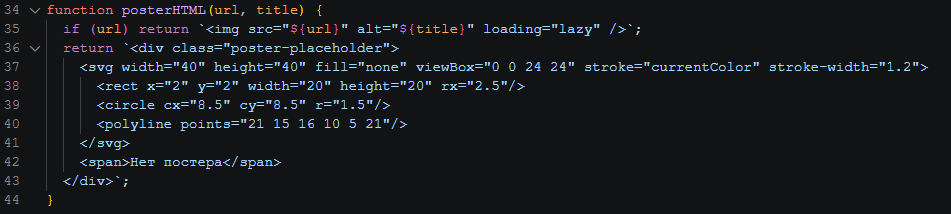 34 function posterHTML(url, title) {
35 if (url) return `<img src="${url}" alt="${title}" loading="lazy" />`;
36 return `<div class="poster-placeholder">
37 <svg width="40" height="40" fill="none" viewBox="0 0 24 24" stroke="currentColor" stroke-width="1.2">
38 <rect x="2" y="2" width="20" height="20" rx="2.5"/>
39 <circle cx="8.5" cy="8.5" r="1.5"/>
40 <polyline points="21 15 16 10 5 21"/>
41 </svg>
42 <span>Нет постера</span>
43 </div>`;
44 }